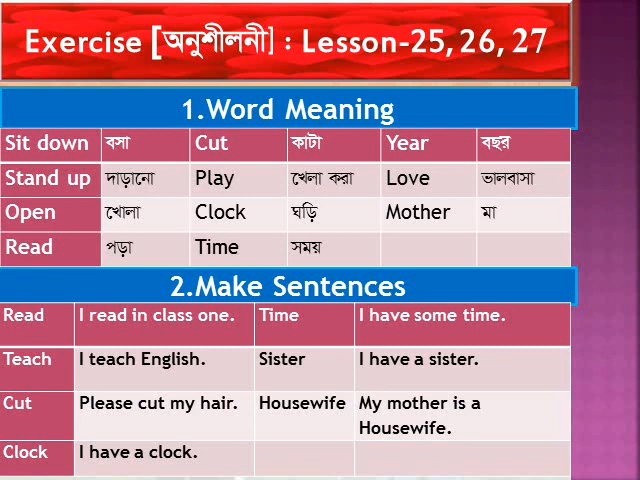 Exercise [অনুশীলনী] : Lesson-25, 26, 27
1.Word Meaning
Sit down বসা Cut কাটা Year বছর
Stand up দাড়ানো Play খেলা করা Love ভালবাসা
Open খোলা Clock ঘড়ি Mother মা
Read পড়া Time সময়
2.Make Sentences
Read I read in class one. Time I have some time.
Teach I teach English. Sister I have a sister.
Cut Please cut my hair. Housewife My mother is a
Housewife.
Clock I have a clock.